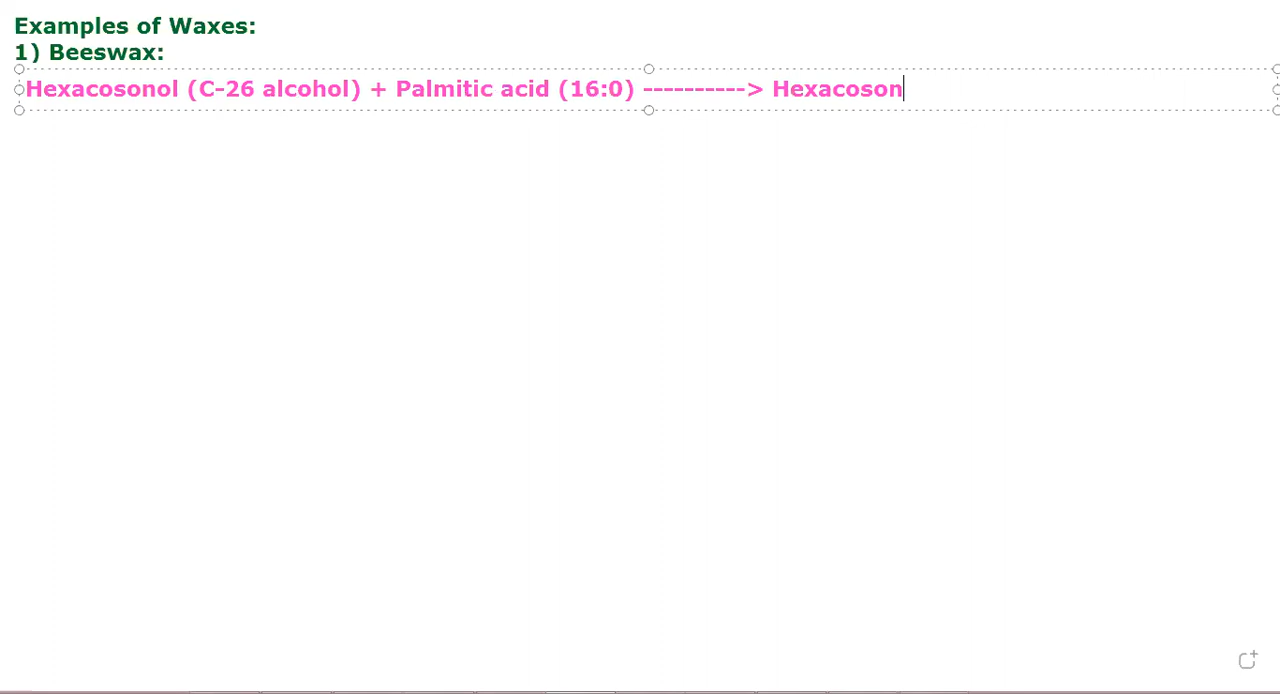 Examples of Waxes:
1) Beeswax:
Hexacosonol (C-26 alcohol) + Palmitic acid (16:0) ----------> Hexacoson